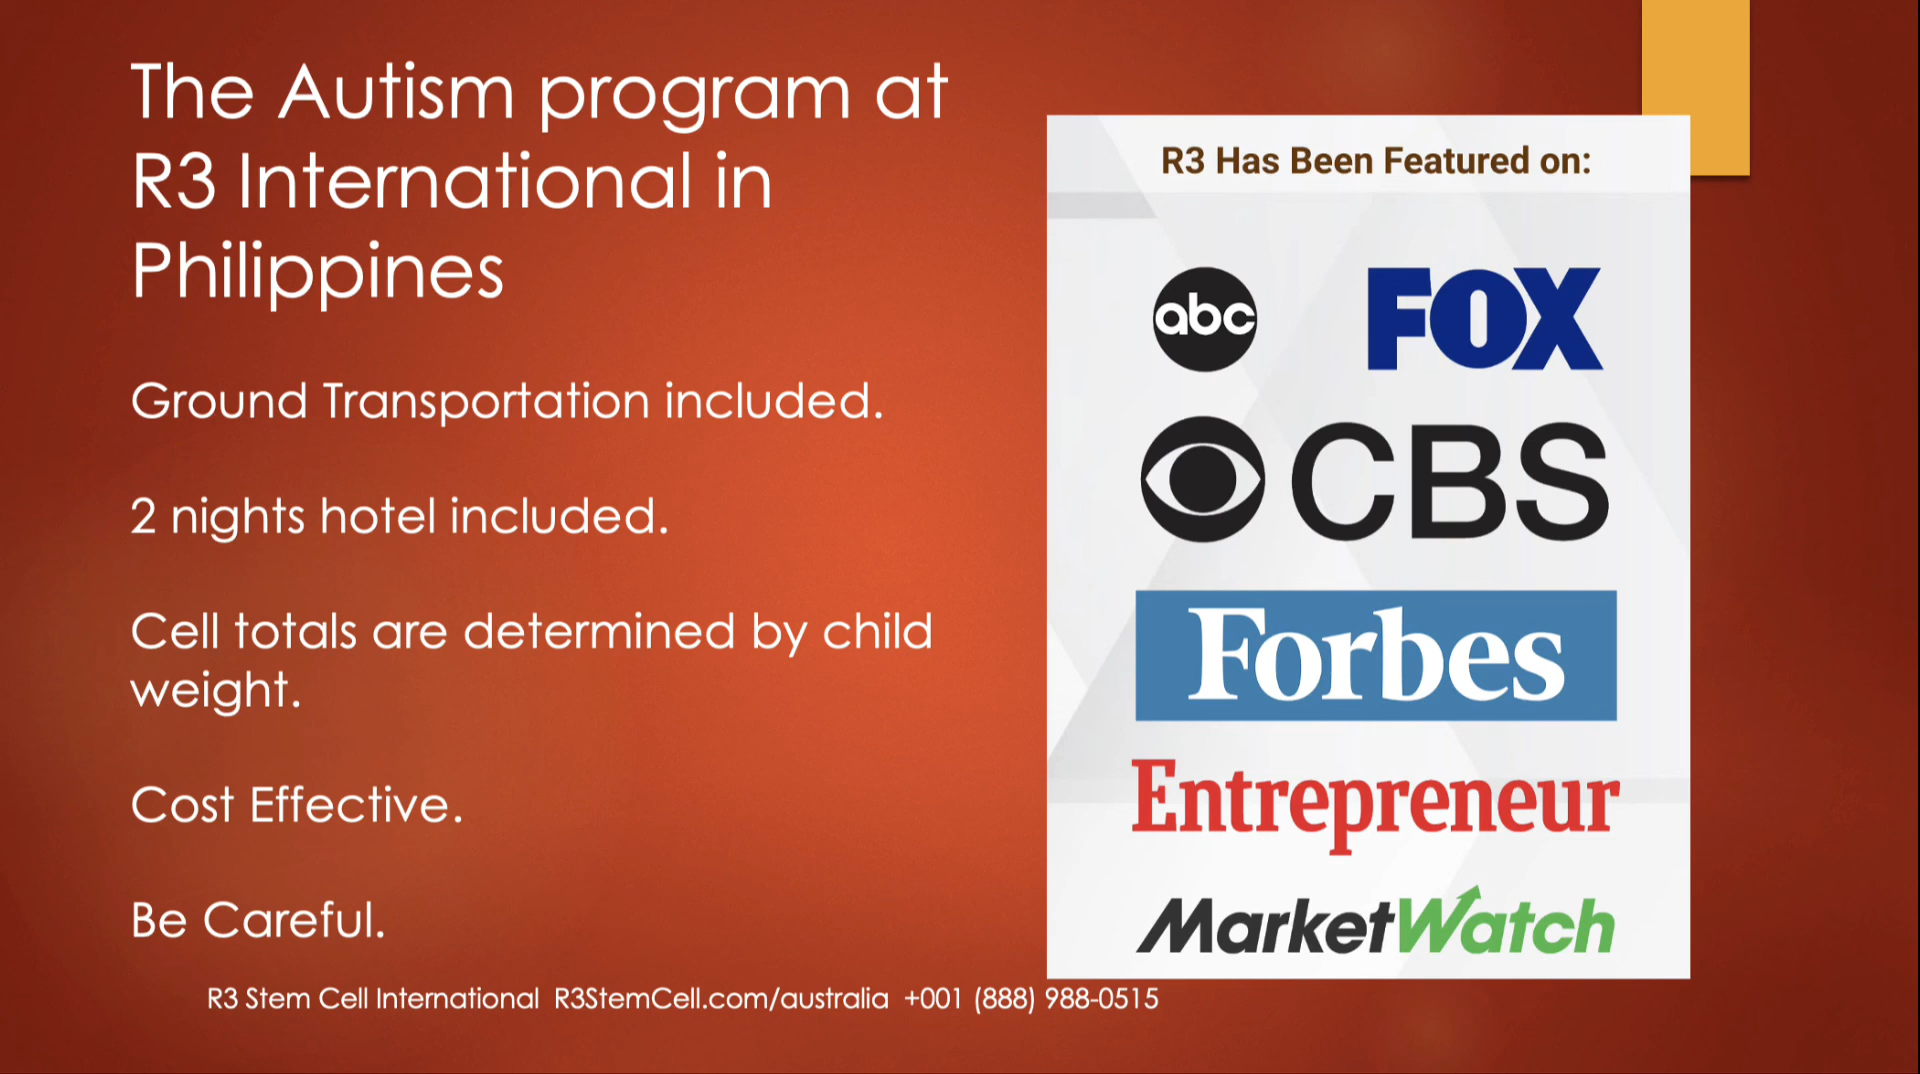 The Autism program at
R3 International in
Philippines
Ground Transportation included.
2 nights hotel included.
Cell totals are determined by child
weight.
Cost Effective.
Be Careful.
R3 Stem Cell International R3StemCell.com/australia +001 (888) 988-0515
R3 Has Been Featured on:
abc FOX
CBS
Forbes
Entrepreneur
MarketWatch